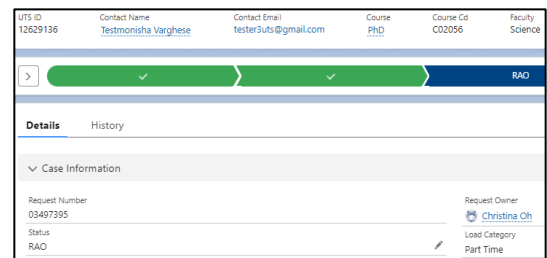 UTS ID Contact Name Contact Email Course Course Cd Faculty
12629136 Testmonisha Varghese tester3uts@gmail.com PhD C02056 Science
RAO
Details History
Case Information
Request Number Request Owner
03497395 Christina Oh
Status Load Category
RAO Part Time